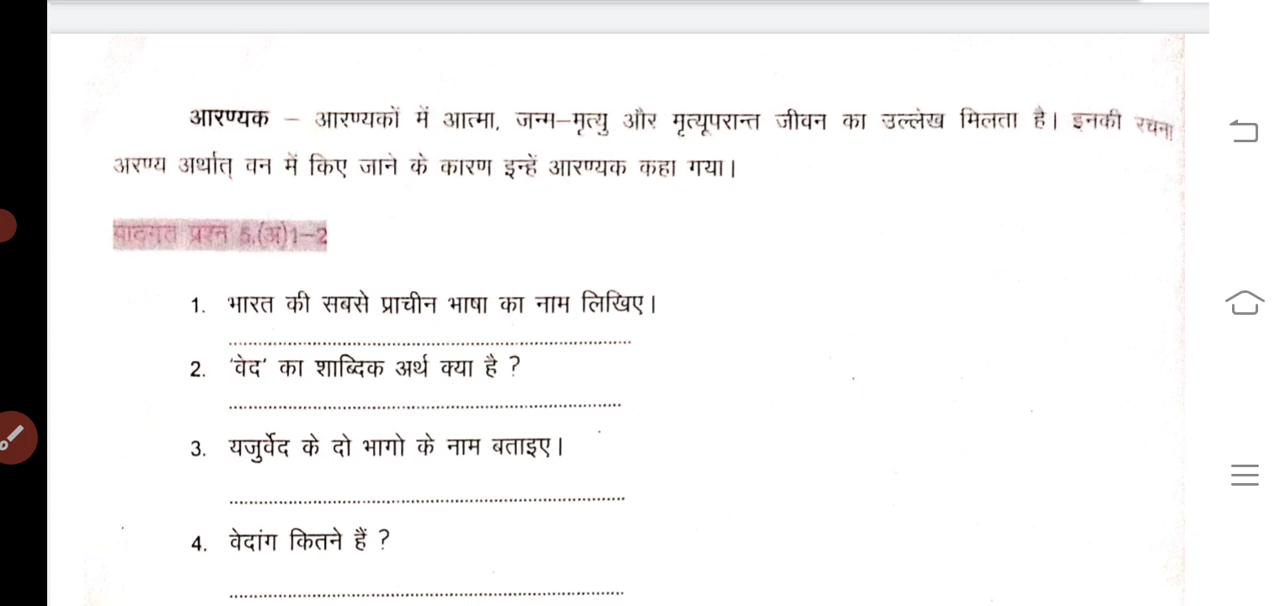 आरण्यक – आरण्यकों में आत्मा, जन्म–मृत्यु और मृत्यूपरान्त जीवन का उल्लेख मिलता है। इनकी रचना
अरण्य अर्थात् वन में किए जाने के कारण इन्हें आरण्यक कहा गया।
पाठगत प्रश्न 5.(अ)1–2
1. भारत की सबसे प्राचीन भाषा का नाम लिखिए।
2. ‘वेद’ का शाब्दिक अर्थ क्या है ?
3. यजुर्वेद के दो भागो के नाम बताइए।
4. वेदांग कितने हैं ?